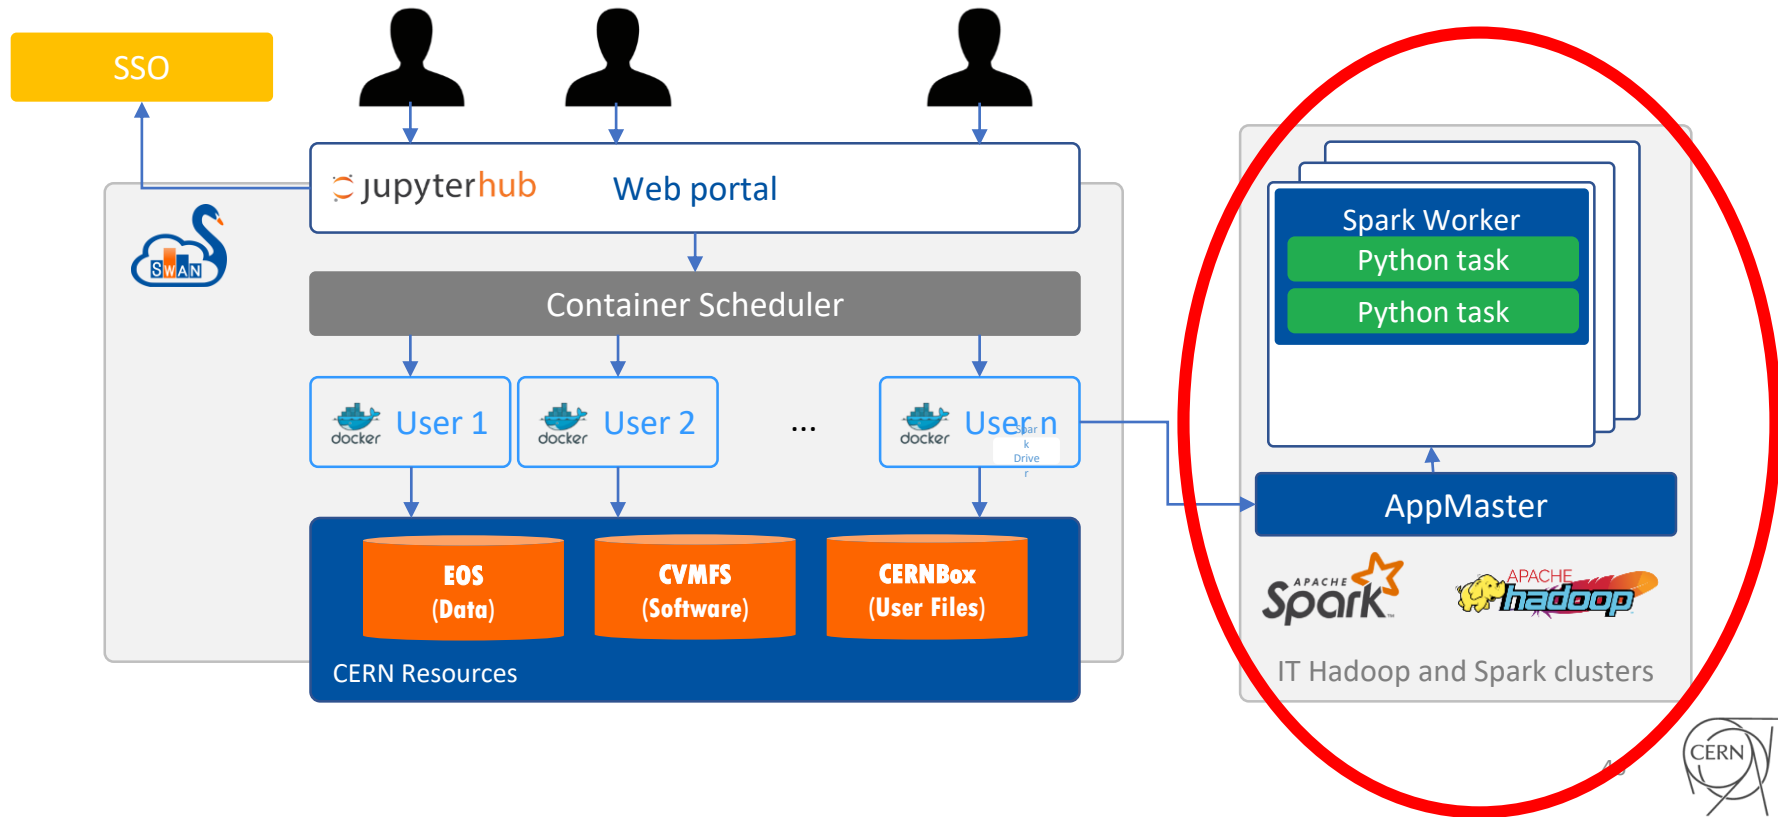 SSO
jupyterhub
Web portal
SWAN
Container Scheduler
docker
User 1
docker
User 2
...
docker
User n
Spar
k
Drive
r
EOS
(Data)
CVMFS
(Software)
CERNBox
(User Files)
CERN Resources
Spark Worker
Python task
Python task
AppMaster
APACHE
Spark™
APACHE
hadoop
IT Hadoop and Spark clusters
CERN